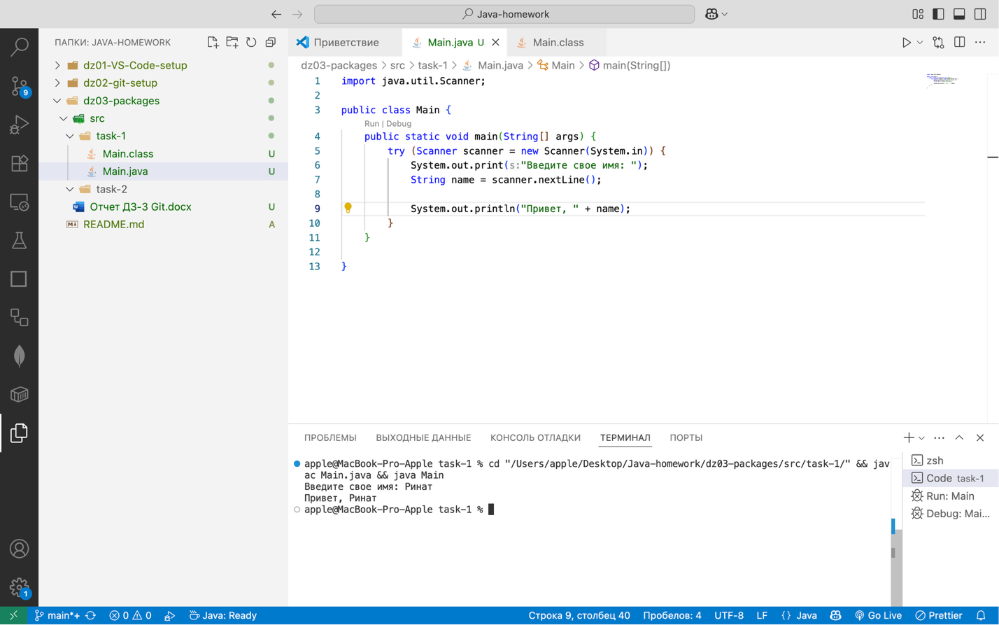 Java-homework
ПАПКИ: JAVA-HOMEWORK
dz01-VS-Code-setup
dz02-git-setup
dz03-packages
src
task-1
Main.class U
Main.java U
task-2
Отчет ДЗ-3 Git.docx U
README.md A
9
1
Приветствие
Main.java U
Main.class
dz03-packages > src > task-1 > Main.java > Main > main(String[])
1 import java.util.Scanner;
2
3 public class Main {
Run | Debug
4 public static void main(String[] args) {
5 try (Scanner scanner = new Scanner(System.in)) {
6 System.out.print(s:"Введите свое имя: ");
7 String name = scanner.nextLine();
8
9 System.out.println("Привет, " + name);
10 }
11 }
12
13 }
ПРОБЛЕМЫ ВЫХОДНЫЕ ДАННЫЕ КОНСОЛЬ ОТЛАДКИ ТЕРМИНАЛ ПОРТЫ
apple@MacBook-Pro-Apple task-1 % cd "/Users/apple/Desktop/Java-homework/dz03-packages/src/task-1/" && jav
ac Main.java && java Main
Введите свое имя: Ринат
Привет, Ринат
apple@MacBook-Pro-Apple task-1 %
zsh
Code task-1
Run: Main
Debug: Mai...
main*+ 0 0 Java: Ready Строка 9, столбец 40 Пробелов: 4 UTF-8 LF {} Java Go Live Prettier